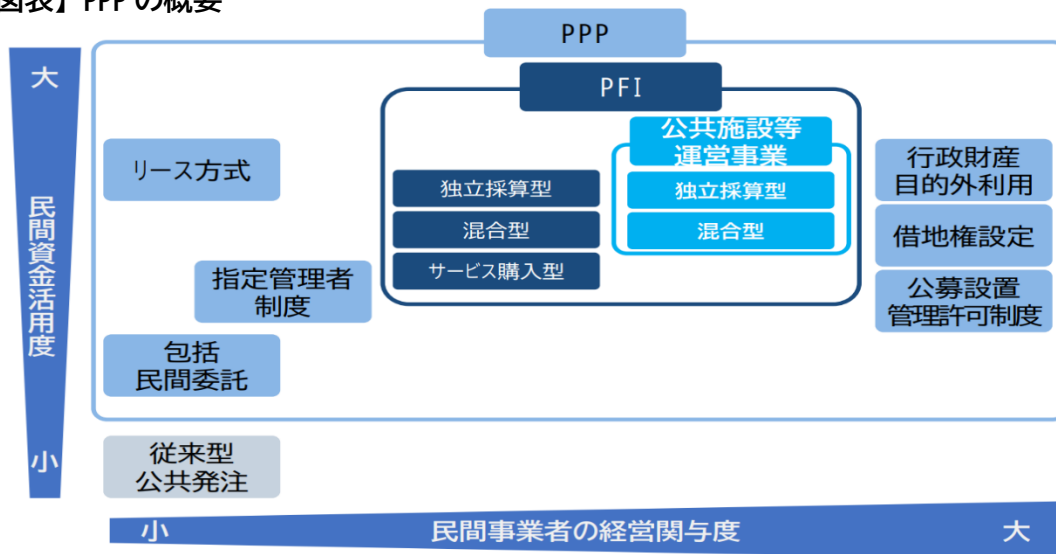 図表】PPPの概要
PPP
PFI
大
民間資金活用度
小
リース方式
指定管理者
制度
包括
民間委託
従来型
公共発注
独立採算型
混合型
サービス購入型
公共施設等
運営事業
独立採算型
混合型
行政財産
目的外利用
借地権設定
公募設置
管理許可制度
小 民間事業者の経営関与度 大